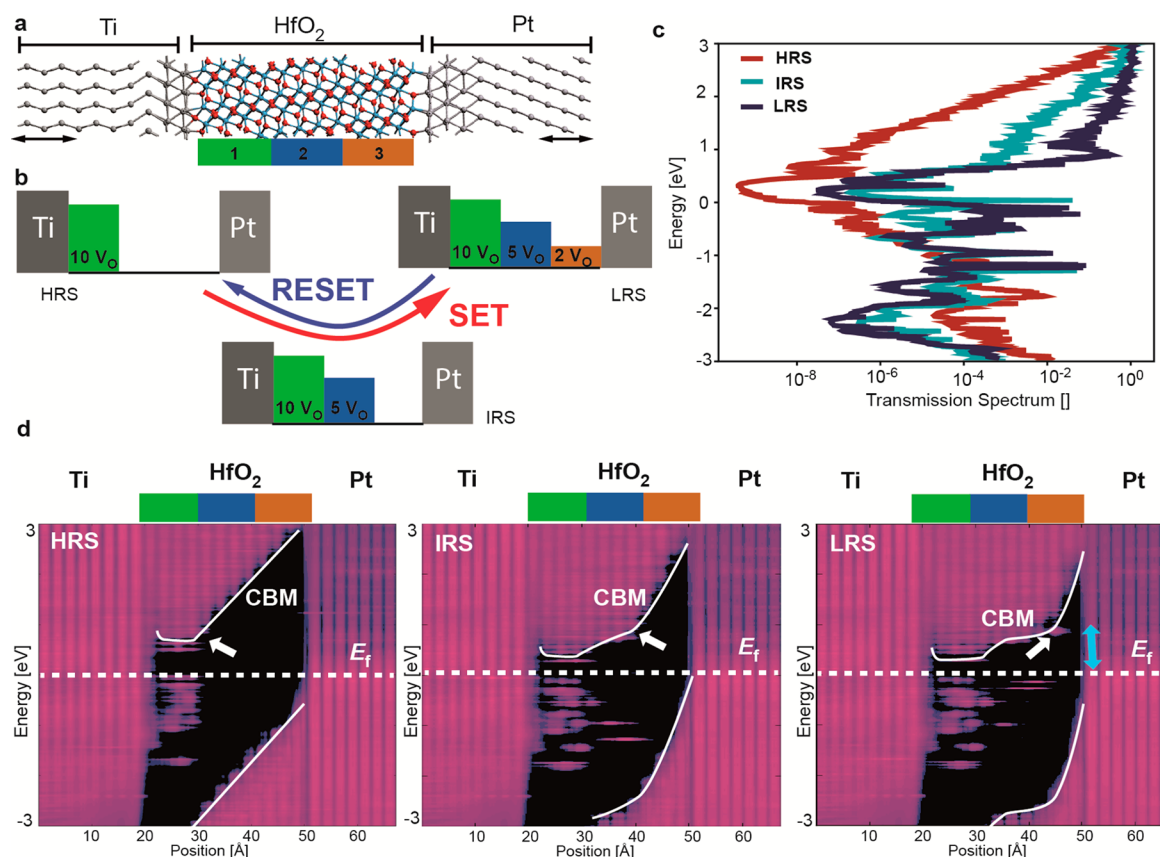 a
Ti
HfO2
Pt
1
2
3
b
Ti
10 VO
Pt
HRS
Ti
10 VO
5 VO
2 VO
Pt
LRS
RESET
SET
Ti
10 VO
5 VO
Pt
IRS
c
HRS
IRS
LRS
Energy [eV]
3
2
1
0
-1
-2
-3
10-8
10-6
10-4
10-2
100
Transmission Spectrum []
d
Ti
HfO2
Pt
HRS
CBM
Ef
Energy [eV]
3
-3
10
20
30
40
50
60
Position [Å]
Ti
HfO2
Pt
IRS
CBM
Ef
Energy [eV]
3
-3
10
20
30
40
50
60
Position [Å]
Ti
HfO2
Pt
LRS
CBM
Ef
Energy [eV]
3
-3
10
20
30
40
50
60
Position [Å]